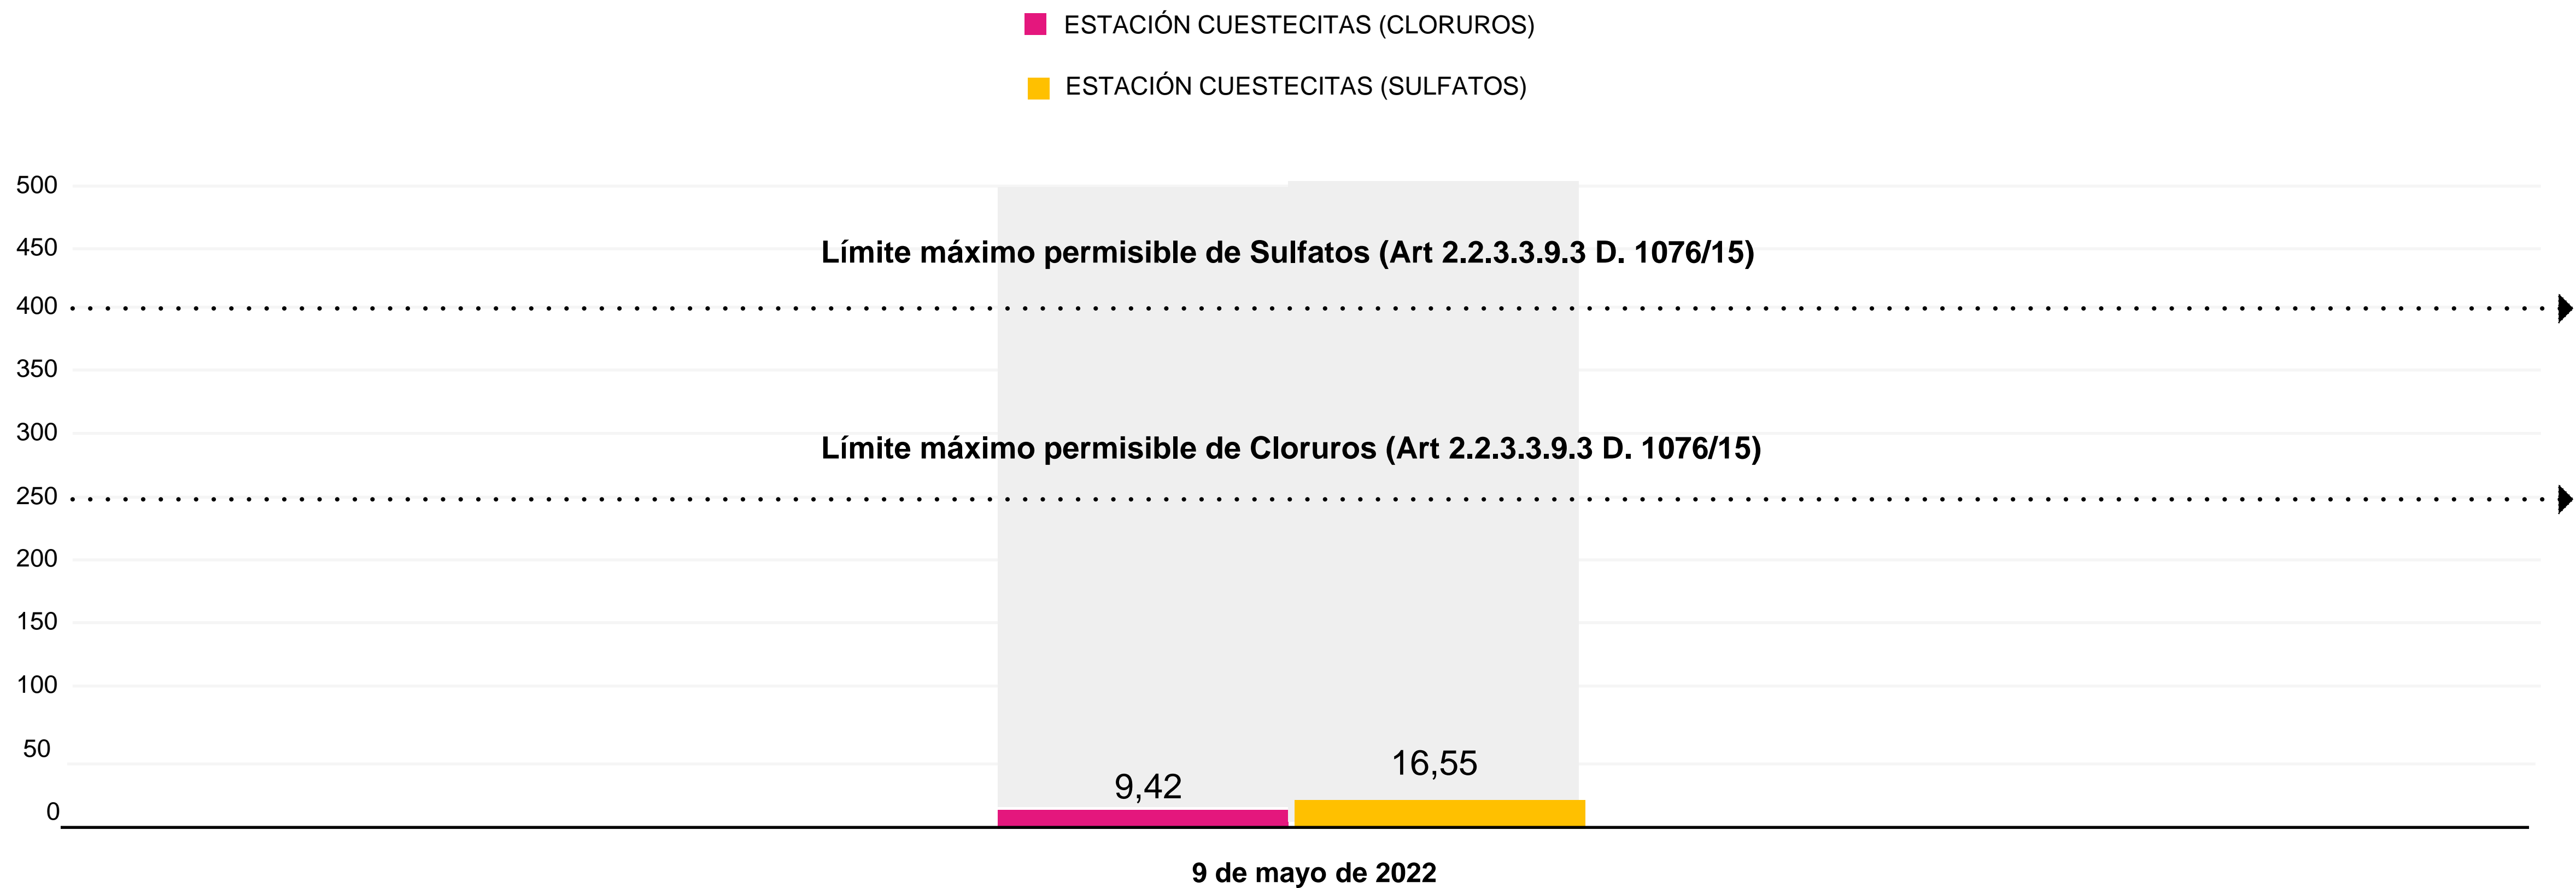 ESTACIÓN CUESTECITAS (CLORUROS)
ESTACIÓN CUESTECITAS (SULFATOS)
500
450
Límite máximo permisible de Sulfatos (Art 2.2.3.3.9.3 D. 1076/15)
400
350
300
Límite máximo permisible de Cloruros (Art 2.2.3.3.9.3 D. 1076/15)
250
200
150
100
50
16,55
9,42
0
9 de mayo de 2022